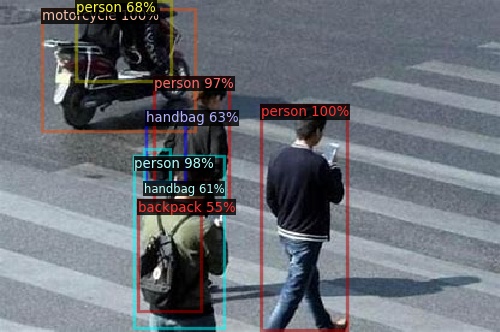 person 68%
motorcycle 100%
person 97%
handbag 63%
person 100%
person 98%
handbag 61%
backpack 55%